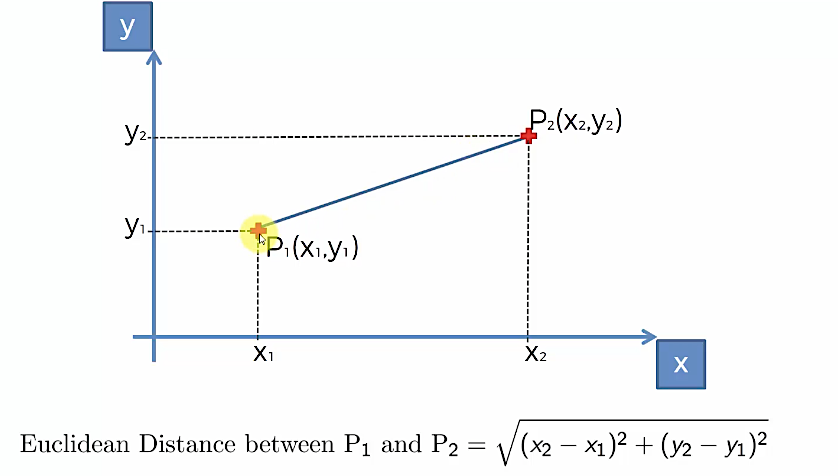 y
y₂
P₂(x₂,y₂)
y₁
P₁(x₁,y₁)
x₁
x₂
x
Euclidean Distance between P₁ and P₂ = √(x₂ − x₁)² + (y₂ − y₁)²